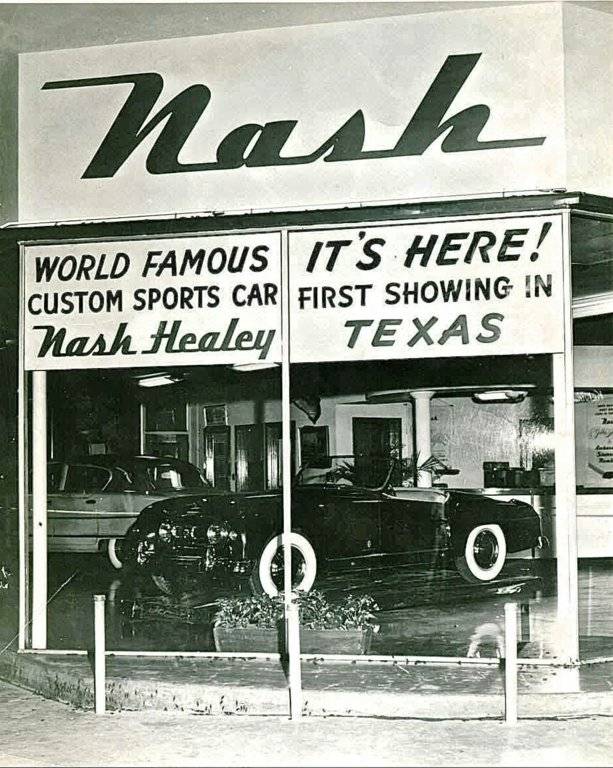 Nash
WORLD FAMOUS
CUSTOM SPORTS CAR
Nash Healey
IT'S HERE!
FIRST SHOWING IN
TEXAS